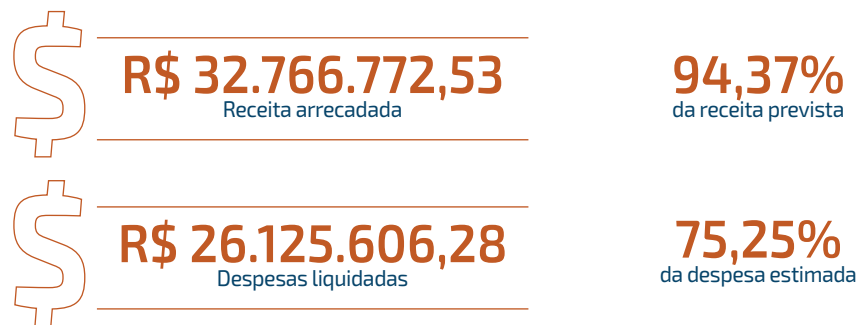 $
R$ 32.766.772,53
Receita arrecadada
94,37%
da receita prevista
$
R$ 26.125.606,28
Despesas liquidadas
75,25%
da despesa estimada